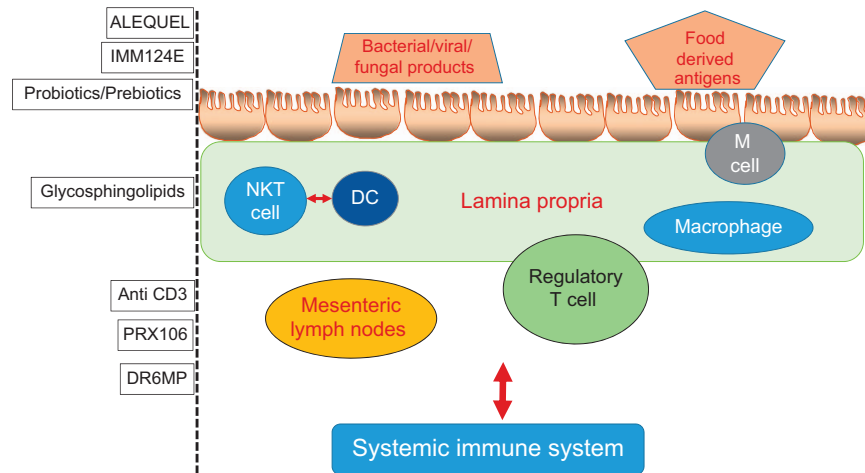 ALEQUEL
IMM124E
Probiotics/Prebiotics
Glycosphingolipids
Anti CD3
PRX106
DR6MP
Bacterial/viral/
fungal products
Food
derived
antigens
M
cell
NKT
cell
DC
Lamina propria
Macrophage
Regulatory
T cell
Mesenteric
lymph nodes
Systemic immune system